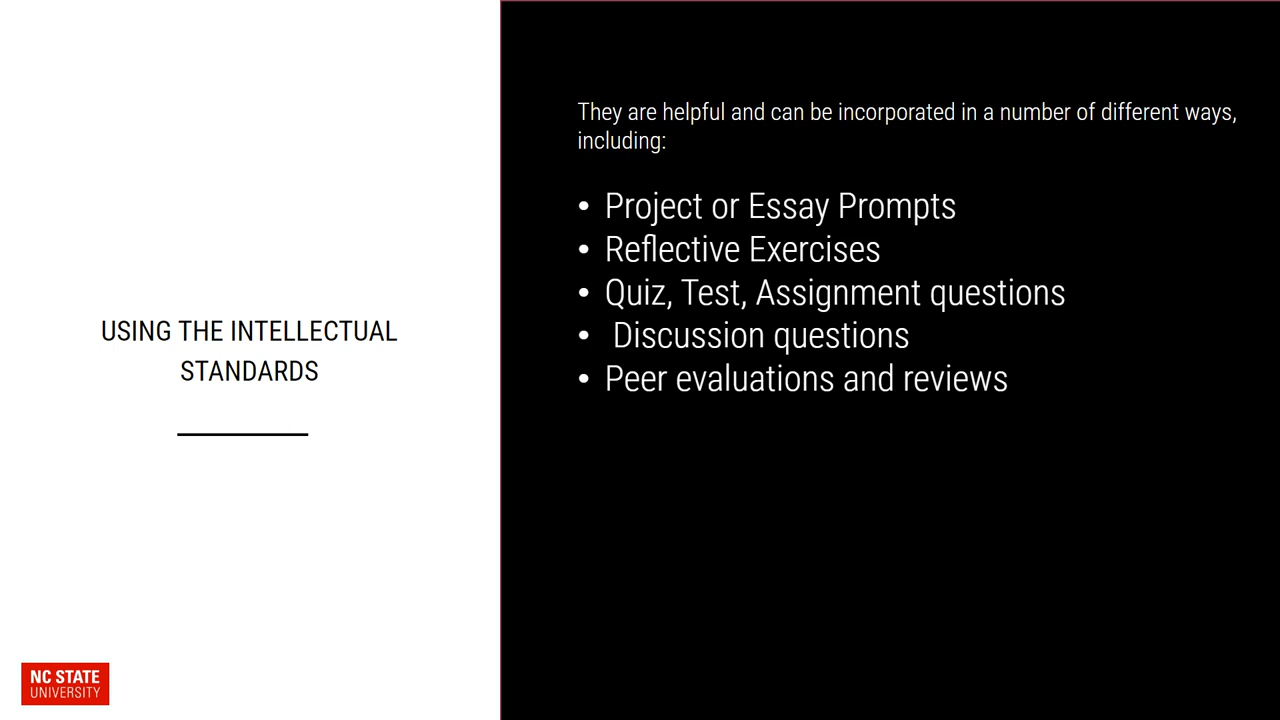 USING THE INTELLECTUAL
STANDARDS
They are helpful and can be incorporated in a number of different ways,
including:
• Project or Essay Prompts
• Reflective Exercises
• Quiz, Test, Assignment questions
• Discussion questions
• Peer evaluations and reviews
NC STATE
UNIVERSITY